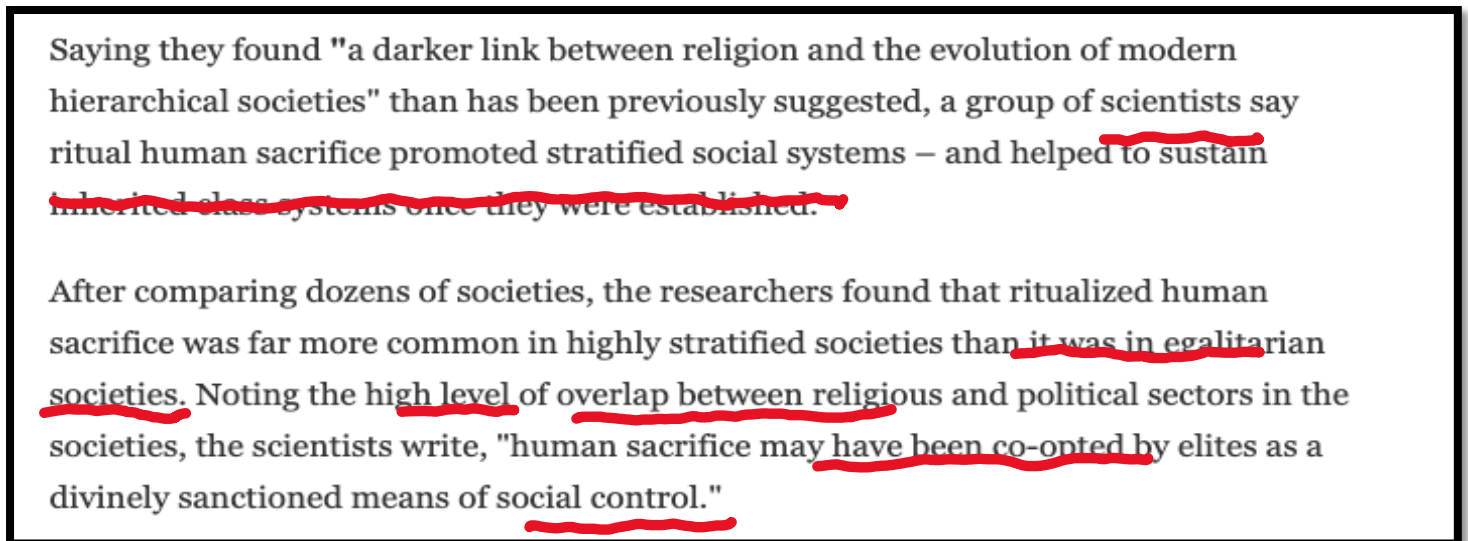 Saying they found "a darker link between religion and the evolution of modern
hierarchical societies" than has been previously suggested, a group of scientists say
ritual human sacrifice promoted stratified social systems – and helped to sustain
inherited class systems once they were established.
After comparing dozens of societies, the researchers found that ritualized human
sacrifice was far more common in highly stratified societies than it was in egalitarian
societies. Noting the high level of overlap between religious and political sectors in the
societies, the scientists write, "human sacrifice may have been co-opted by elites as a
divinely sanctioned means of social control."